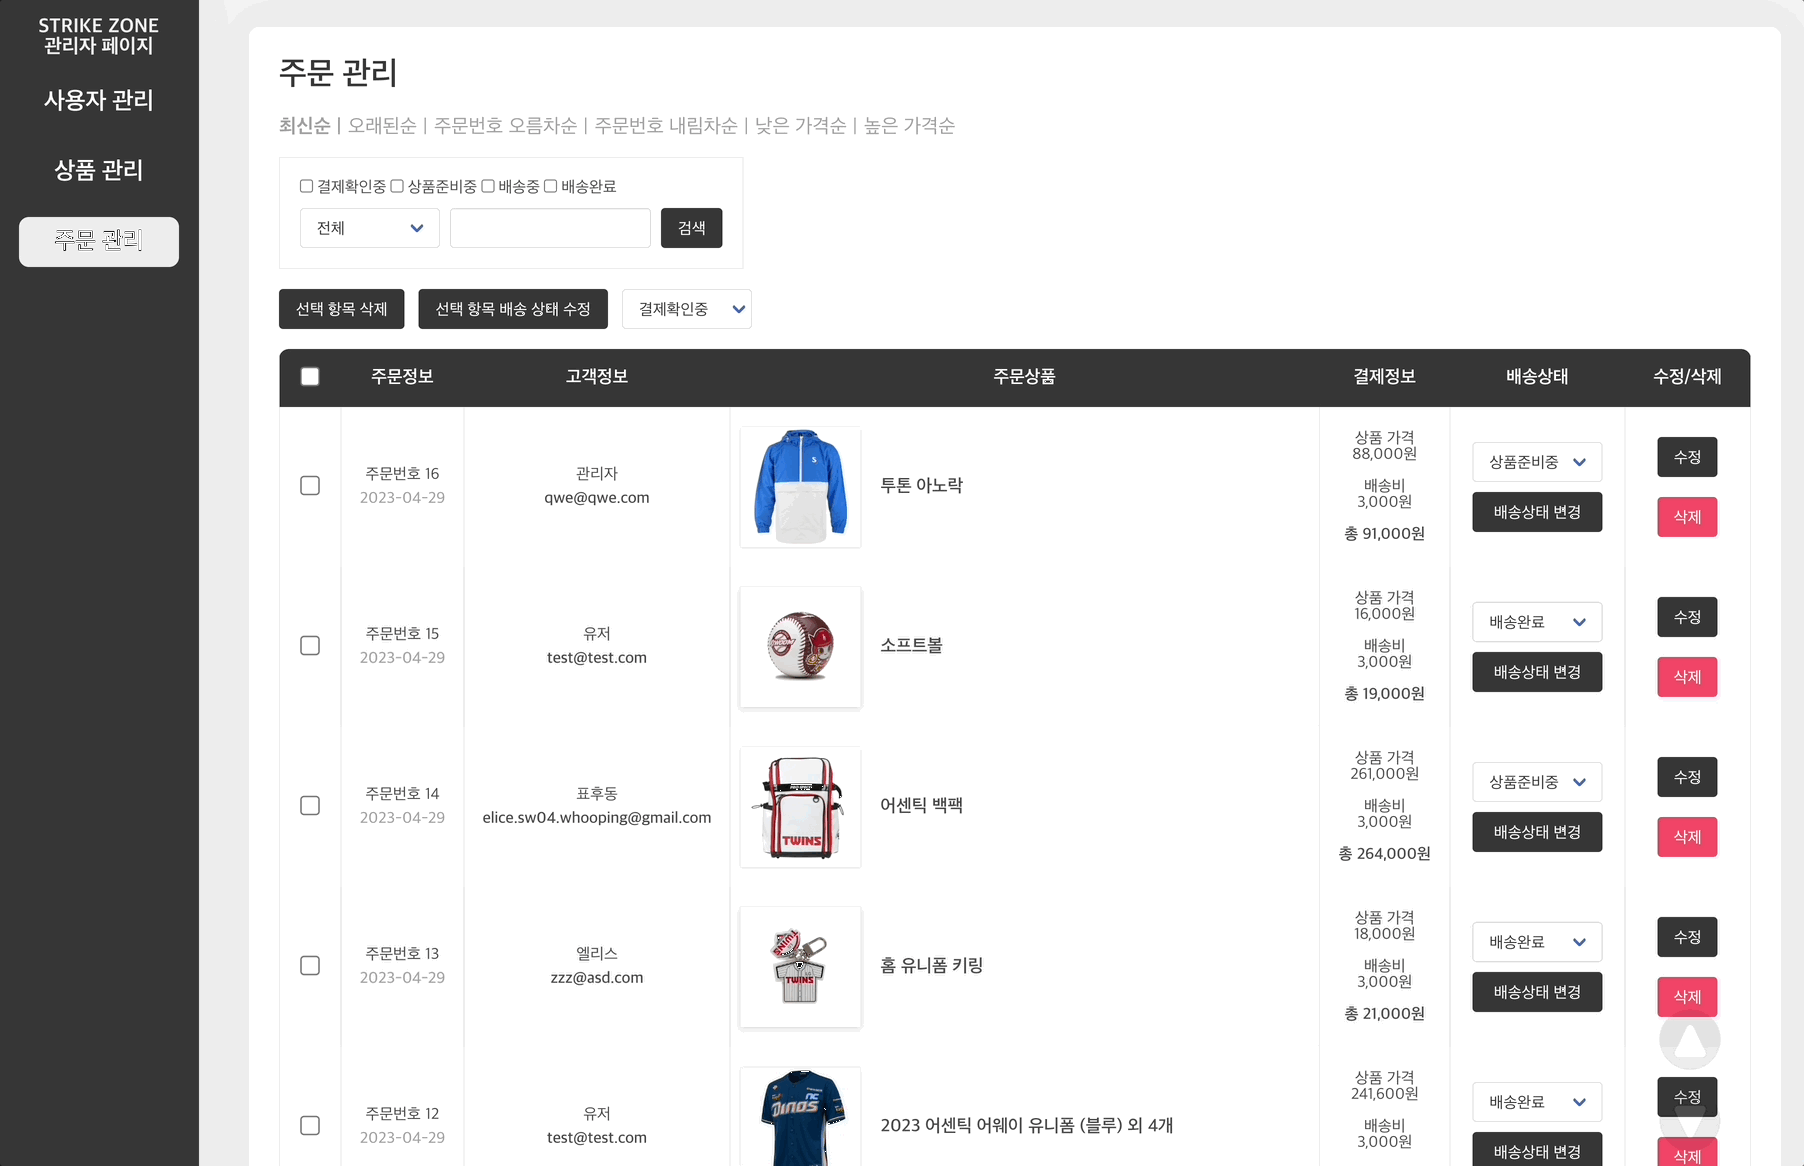 STRIKE ZONE
관리자 페이지
사용자 관리
상품 관리
주문 관리
주문 관리
최신순 | 오래된순 | 주문번호 오름차순 | 주문번호 내림차순 | 낮은 가격순 | 높은 가격순
결제확인중 상품준비중 배송중 배송완료
전체 검색
선택 항목 삭제 선택 항목 배송 상태 수정 결제확인중
주문정보 고객정보 주문상품 결제정보 배송상태 수정/삭제
주문번호 16
2023-04-29
관리자
qwe@qwe.com
S
투톤 아노락
상품 가격
88,000원
배송비
3,000원
총 91,000원
상품준비중
배송상태 변경
수정
삭제
주문번호 15
2023-04-29
유저
test@test.com
소프트볼
상품 가격
16,000원
배송비
3,000원
총 19,000원
배송완료
배송상태 변경
수정
삭제
주문번호 14
2023-04-29
표후동
elice.sw04.whooping@gmail.com
TWINS
어센틱 백팩
상품 가격
261,000원
배송비
3,000원
총 264,000원
상품준비중
배송상태 변경
수정
삭제
주문번호 13
2023-04-29
엘리스
zzz@asd.com
TWINS
TWINS
홈 유니폼 키링
상품 가격
18,000원
배송비
3,000원
총 21,000원
배송완료
배송상태 변경
수정
삭제
주문번호 12
2023-04-29
유저
test@test.com
NC
DINOS
2023 어센틱 어웨이 유니폼 (블루) 외 4개
상품 가격
241,600원
배송비
3,000원
배송완료
배송상태 변경
수정
삭제